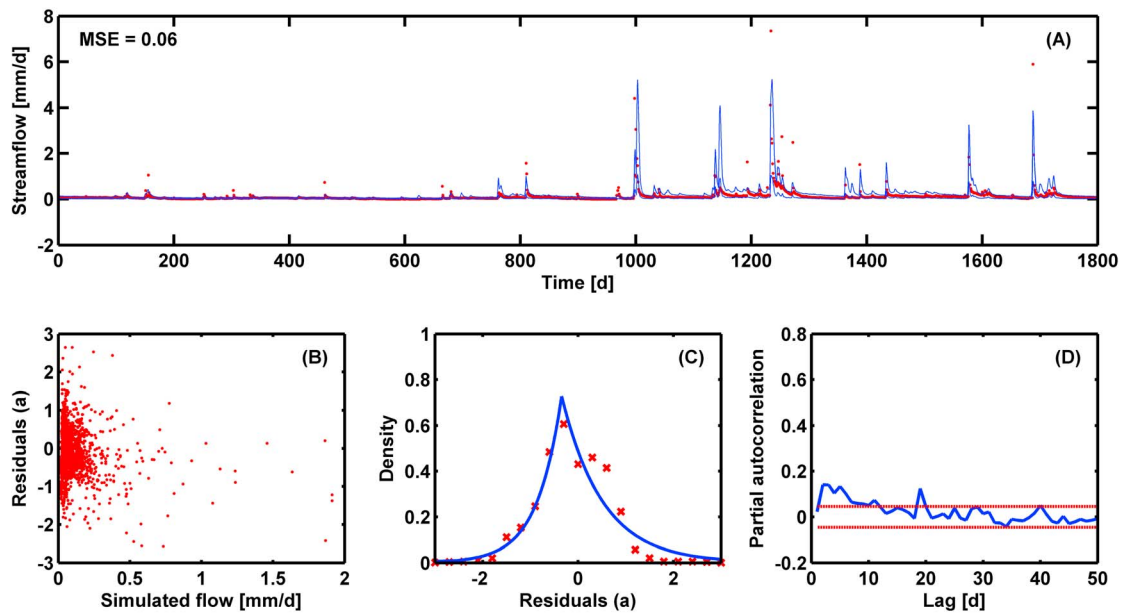 MSE = 0.06
(A)
Streamflow [mm/d]
8
6
4
2
0
-2
0 200 400 600 800 1000 1200 1400 1600 1800
Time [d]
(B)
Residuals (a)
3
2
1
0
-1
-2
-3
0 0.5 1 1.5 2
Simulated flow [mm/d]
(C)
Density
1
0.8
0.6
0.4
0.2
0
-2 0 2
Residuals (a)
(D)
Partial autocorrelation
0.8
0.6
0.4
0.2
0
-0.2
0 10 20 30 40 50
Lag [d]